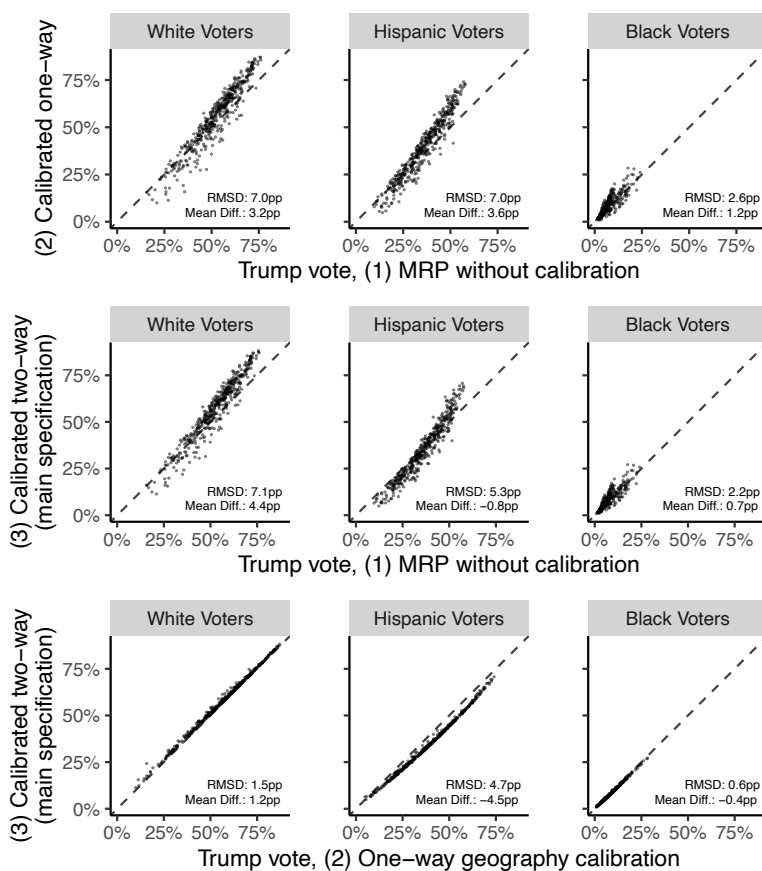 White Voters
Hispanic Voters
Black Voters
(2) Calibrated one−way
75%
50%
25%
0%
RMSD: 7.0pp
Mean Diff.: 3.2pp
RMSD: 7.0pp
Mean Diff.: 3.6pp
RMSD: 2.6pp
Mean Diff.: 1.2pp
0% 25% 50% 75%
0% 25% 50% 75%
0% 25% 50% 75%
Trump vote, (1) MRP without calibration
White Voters
Hispanic Voters
Black Voters
(3) Calibrated two−way
(main specification)
75%
50%
25%
0%
RMSD: 7.1pp
Mean Diff.: 4.4pp
RMSD: 5.3pp
Mean Diff.: −0.8pp
RMSD: 2.2pp
Mean Diff.: 0.7pp
0% 25% 50% 75%
0% 25% 50% 75%
0% 25% 50% 75%
Trump vote, (1) MRP without calibration
White Voters
Hispanic Voters
Black Voters
(3) Calibrated two−way
(main specification)
75%
50%
25%
0%
RMSD: 1.5pp
Mean Diff.: 1.2pp
RMSD: 4.7pp
Mean Diff.: −4.5pp
RMSD: 0.6pp
Mean Diff.: −0.4pp
0% 25% 50% 75%
0% 25% 50% 75%
0% 25% 50% 75%
Trump vote, (2) One−way geography calibration